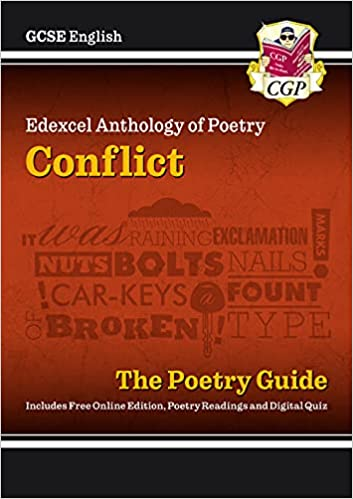 GCSE English
CGP
CGP
Edexcel Anthology of Poetry
Conflict
IT was RAINING EXCLAMATION MARKS
NUTS BOLTS NAILS
! CAR-KEYS A FOUNT
OF BROKEN! TYPE
The Poetry Guide
Includes Free Online Edition, Poetry Readings and Digital Quiz